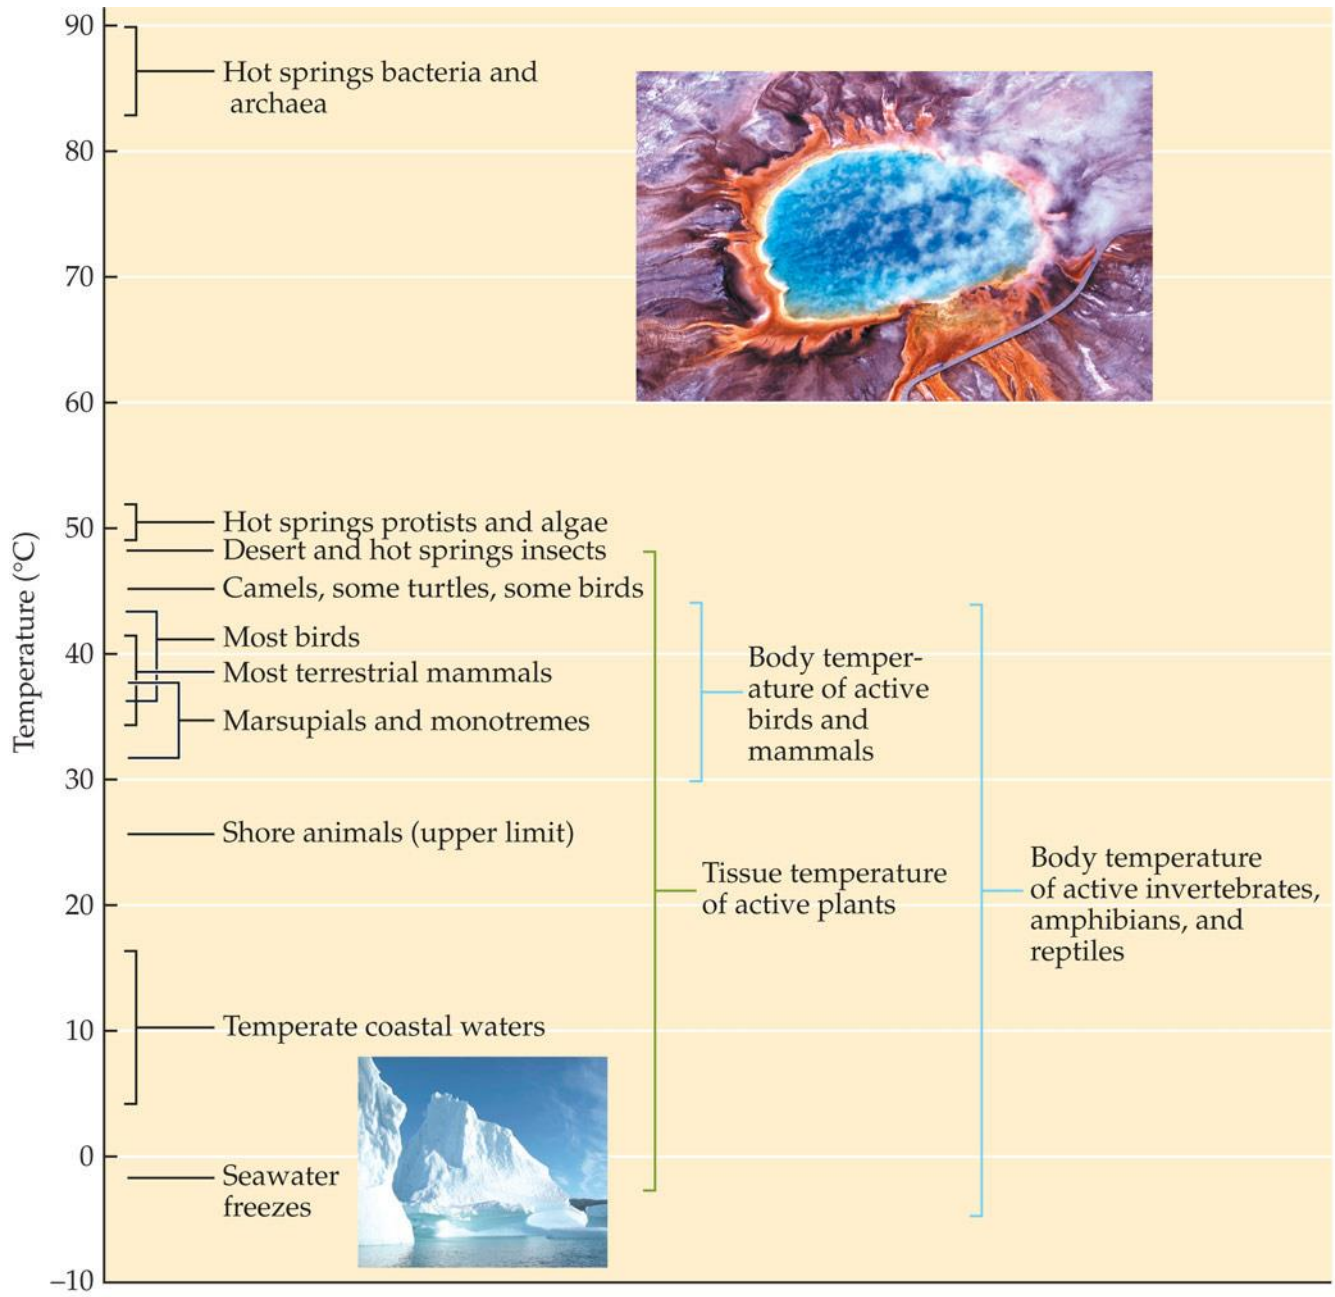 90
Hot springs bacteria and
archaea
80
70
60
50
Hot springs protists and algae
Desert and hot springs insects
Camels, some turtles, some birds
Most birds
40
Most terrestrial mammals
Marsupials and monotremes
Body temper-
ature of active
birds and
mammals
Temperature (°C)
30
Shore animals (upper limit)
Tissue temperature
of active plants
Body temperature
of active invertebrates,
amphibians, and
reptiles
20
10
Temperate coastal waters
0
Seawater
freezes
–10